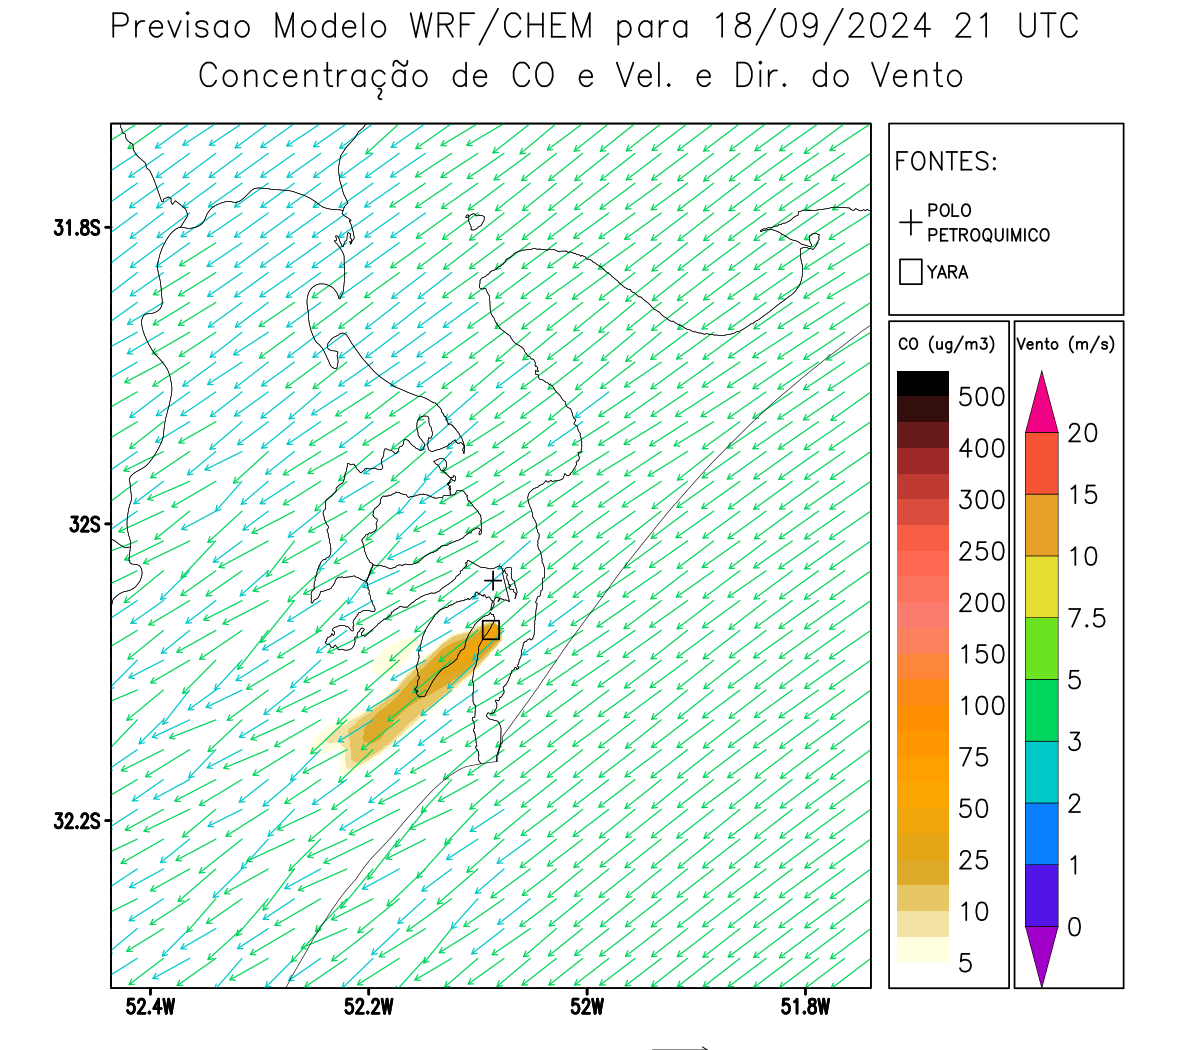 Previsao Modelo WRF/CHEM para 18/09/2024 21 UTC
Concentração de CO e Vel. e Dir. do Vento
FONTES:
POLO
PETROQUIMICO
YARA
CO (ug/m3)
500
400
300
250
200
150
100
75
50
25
10
5
Vento (m/s)
20
15
10
7.5
5
3
2
1
0
31.8S
32S
32.2S
52.4W
52.2W
52W
51.8W